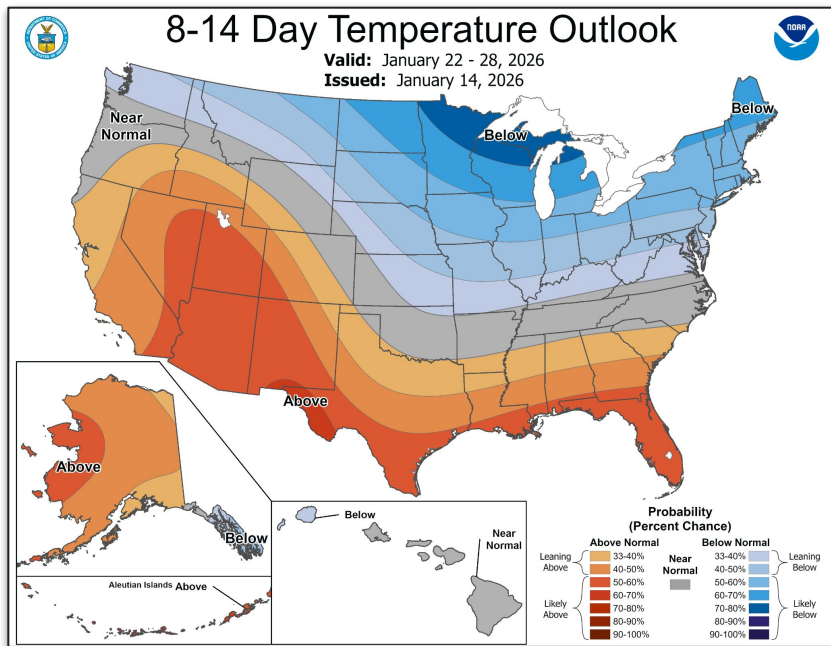 8-14 Day Temperature Outlook
Valid: January 22 - 28, 2026
Issued: January 14, 2026
NOAA
Near
Normal
Below
Below
Above
Above
Below
Aleutian Islands Above
Below
Near
Normal
Probability
(Percent Chance)
Above Normal
Below Normal
Leaning
Above
Likely
Above
33-40%
40-50%
50-60%
60-70%
70-80%
80-90%
90-100%
Near
Normal
33-40%
40-50%
50-60%
60-70%
70-80%
80-90%
90-100%
Leaning
Below
Likely
Below